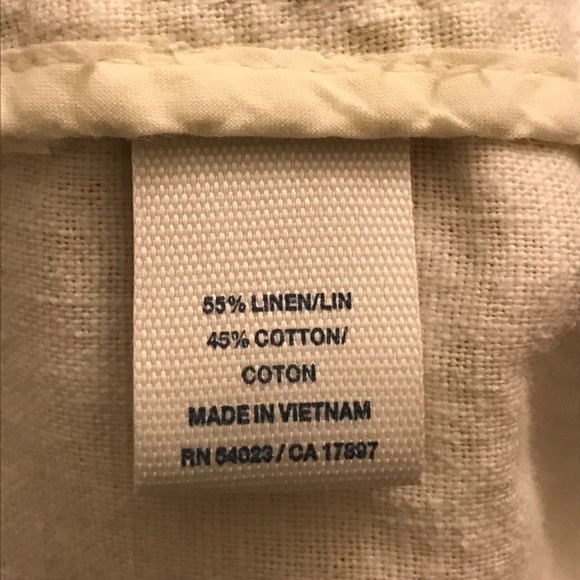 55% LINEN/LIN
45% COTTON/
COTON
MADE IN VIETNAM
RN 54023 / CA 17897